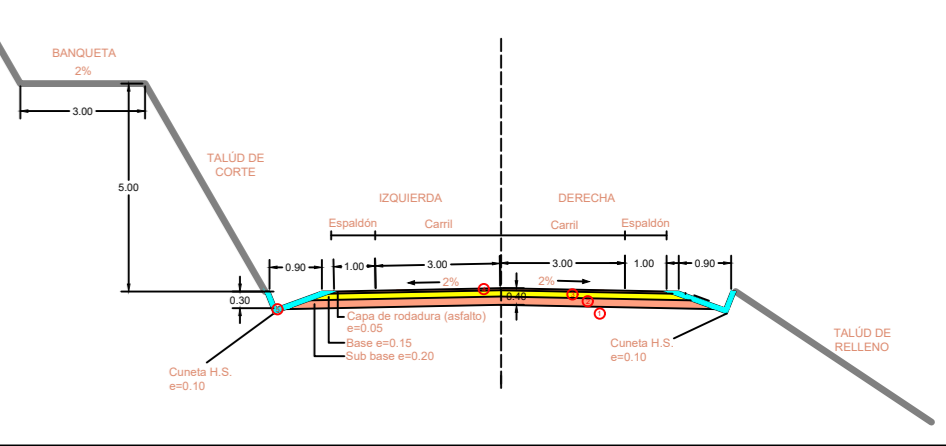 BANQUETA
2%
3.00
5.00
TALÚD DE
CORTE
IZQUIERDA
DERECHA
Espaldón
Carril
Carril
Espaldón
0.90
1.00
3.00
3.00
1.00
0.90
2%
2%
0.30
0.40
1
Capa de rodadura (asfalto)
e=0.05
Base e=0.15
Sub base e=0.20
Cuneta H.S.
e=0.10
Cuneta H.S.
e=0.10
TALÚD DE
RELLENO